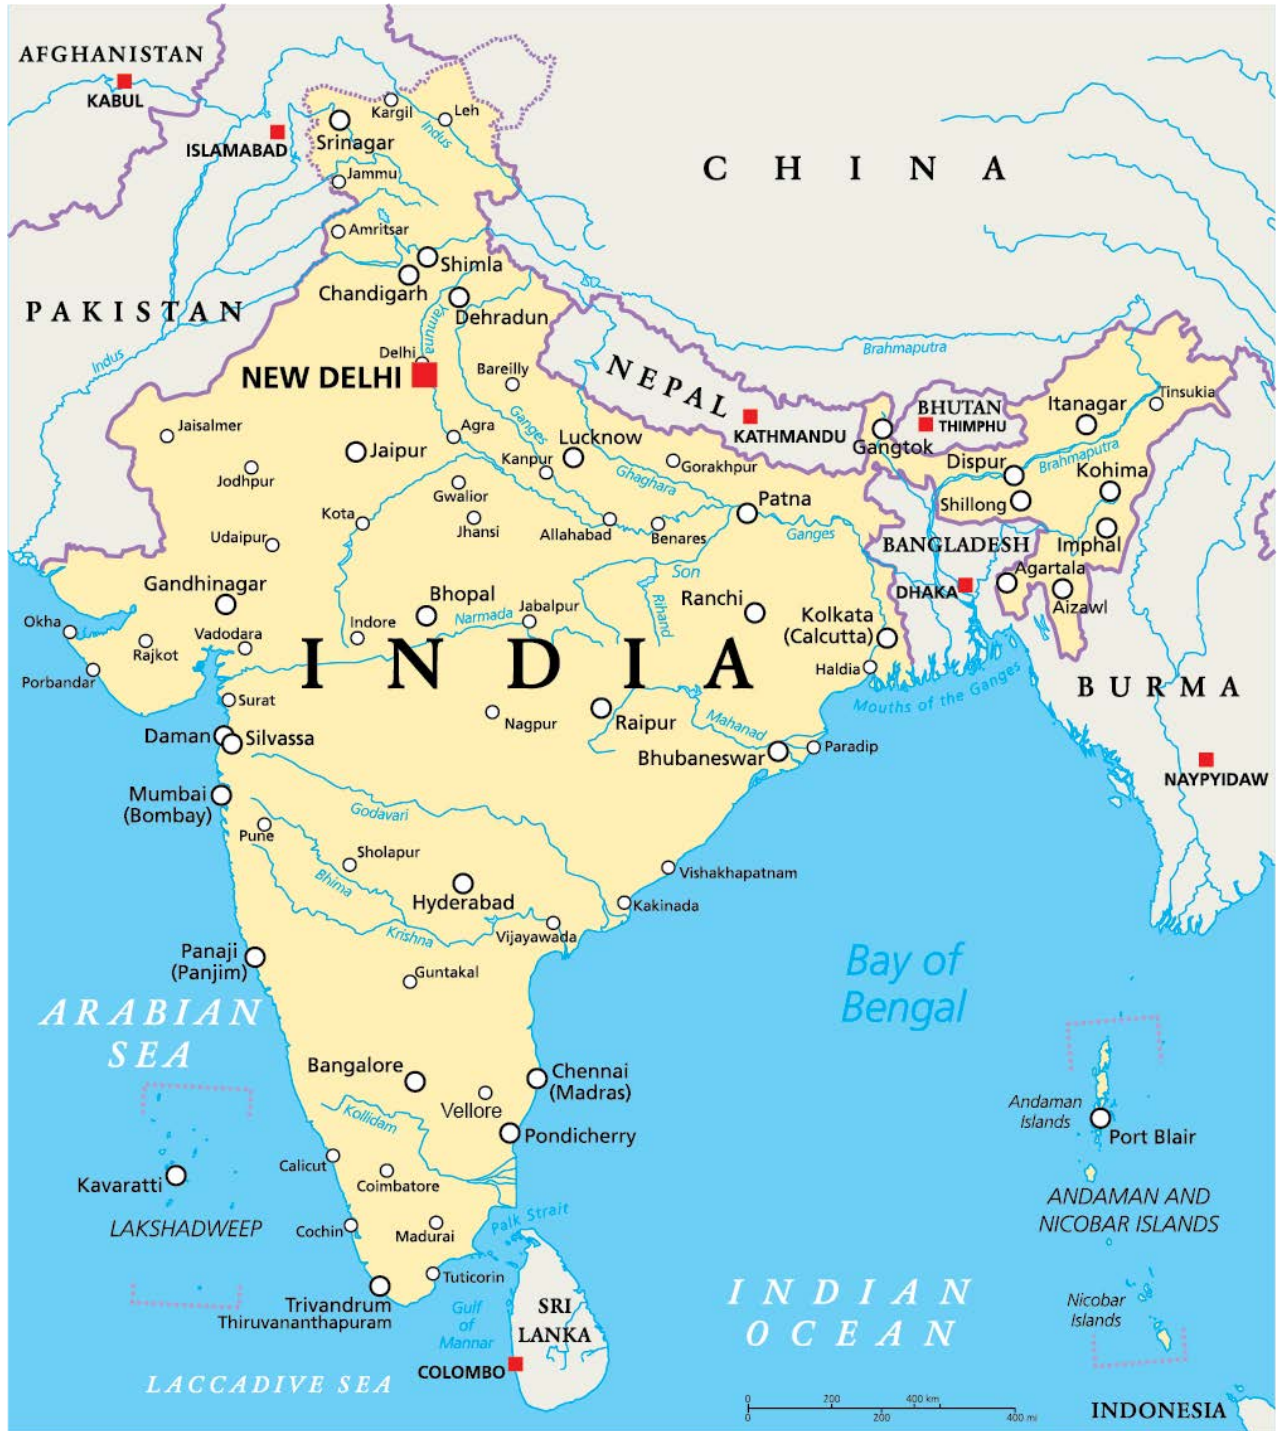 AFGHANISTAN
KABUL
ISLAMABAD
Kargil
Leh
Indus
Srinagar
Jammu
CHINA
Amritsar
Shimla
Chandigarh
Dehradun
PAKISTAN
Indus
Yamuna
Delhi
NEW DELHI
Bareilly
NEPAL
KATHMANDU
Brahmaputra
BHUTAN
THIMPHU
Gangtok
Itanagar
Tinsukia
Jaisalmer
Jaipur
Agra
Ganges
Lucknow
Kanpur
Ghaghara
Gorakhpur
Dispur
Brahmaputra
Kohima
Jodhpur
Gwalior
Patna
Shillong
Kota
Jhansi
Allahabad
Benares
Ganges
Udaipur
BANGLADESH
Imphal
Gandhinagar
Bhopal
Son
Rihand
Ranchi
DHAKA
Agartala
Aizawl
Okha
Rajkot
Vadodara
Indore
Narmada
Jabalpur
Kolkata
(Calcutta)
INDIA
Haldia
Porbandar
Mouths of the Ganges
BURMA
Surat
Nagpur
Raipur
Mahanad
Daman
Silvassa
Bhubaneswar
Paradip
NAYPYIDAW
Mumbai
(Bombay)
Godavari
Pune
Sholapur
Bhima
Hyderabad
Vishakhapatnam
Kakinada
Krishna
Vijayawada
Panaji
(Panjim)
Guntakal
Bay of
Bengal
ARABIAN
SEA
Bangalore
Chennai
(Madras)
Vellore
Kollidam
Pondicherry
Andaman
Islands
Port Blair
Calicut
Coimbatore
Kavaratti
LAKSHADWEEP
ANDAMAN AND
NICOBAR ISLANDS
Cochin
Madurai
Palk Strait
Tuticorin
Trivandrum
Thiruvananthapuram
Gulf
of
Mannar
SRI
LANKA
COLOMBO
INDIAN
OCEAN
Nicobar
Islands
LACCADIVE SEA
0 200 400 km
0 200 400 mi
INDONESIA